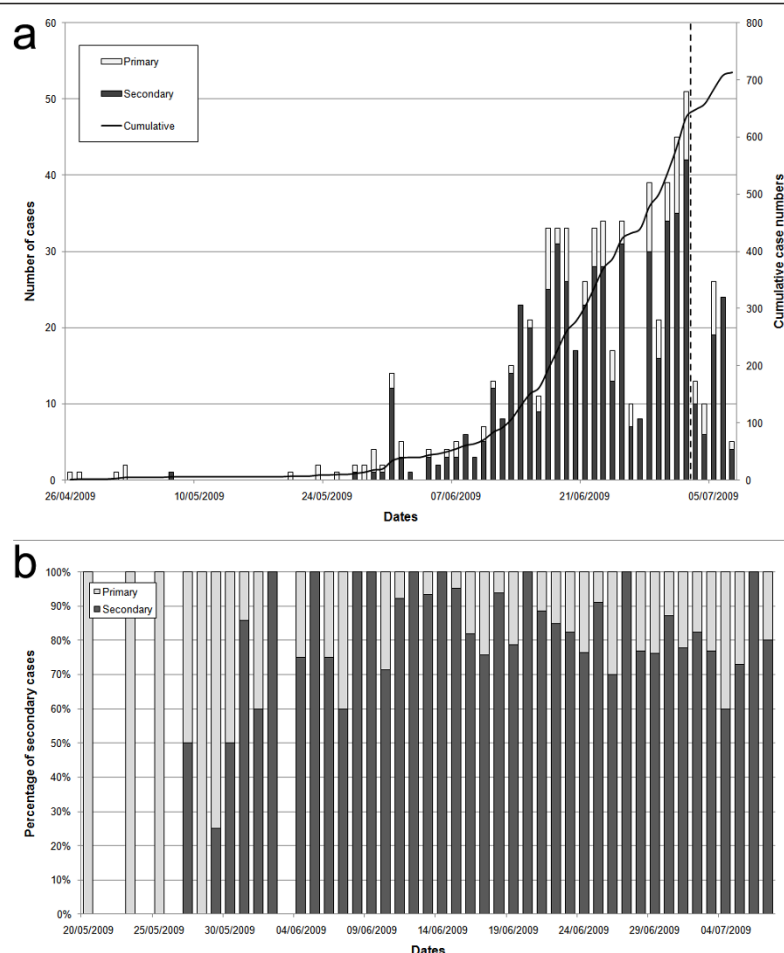 a
Primary
Secondary
Cumulative
60
50
40
30
20
10
0
Number of cases
800
700
600
500
400
300
200
100
0
Cumulative case numbers
26/04/2009 10/05/2009 24/05/2009 07/06/2009 21/06/2009 05/07/2009
Dates
b
Primary
Secondary
100%
90%
80%
70%
60%
50%
40%
30%
20%
10%
0%
Percentage of secondary cases
20/05/2009 25/05/2009 30/05/2009 04/06/2009 09/06/2009 14/06/2009 19/06/2009 24/06/2009 29/06/2009 04/07/2009
Dates